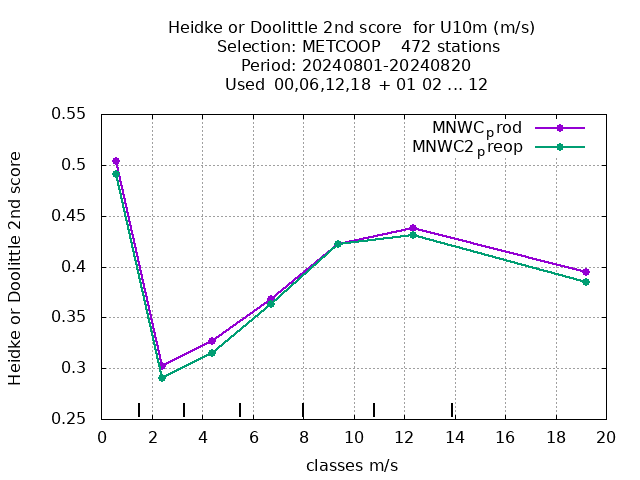 Heidke or Doolittle 2nd score  for U10m (m/s)
Selection: METCOOP    472 stations
Period: 20240801-20240820
Used  00,06,12,18 + 01 02 ... 12
MNWCprod
MNWC2preop
Heidke or Doolittle 2nd score
0.55
0.5
0.45
0.4
0.35
0.3
0.25
0 2 4 6 8 10 12 14 16 18 20
classes m/s